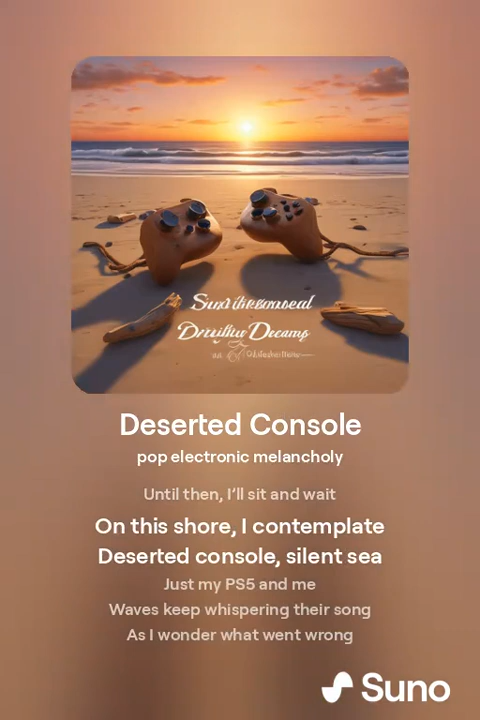 Deserted Console
pop electronic melancholy
Until then, I'll sit and wait
On this shore, I contemplate
Deserted console, silent sea
Just my PS5 and me
Waves keep whispering their song
As I wonder what went wrong
Suno